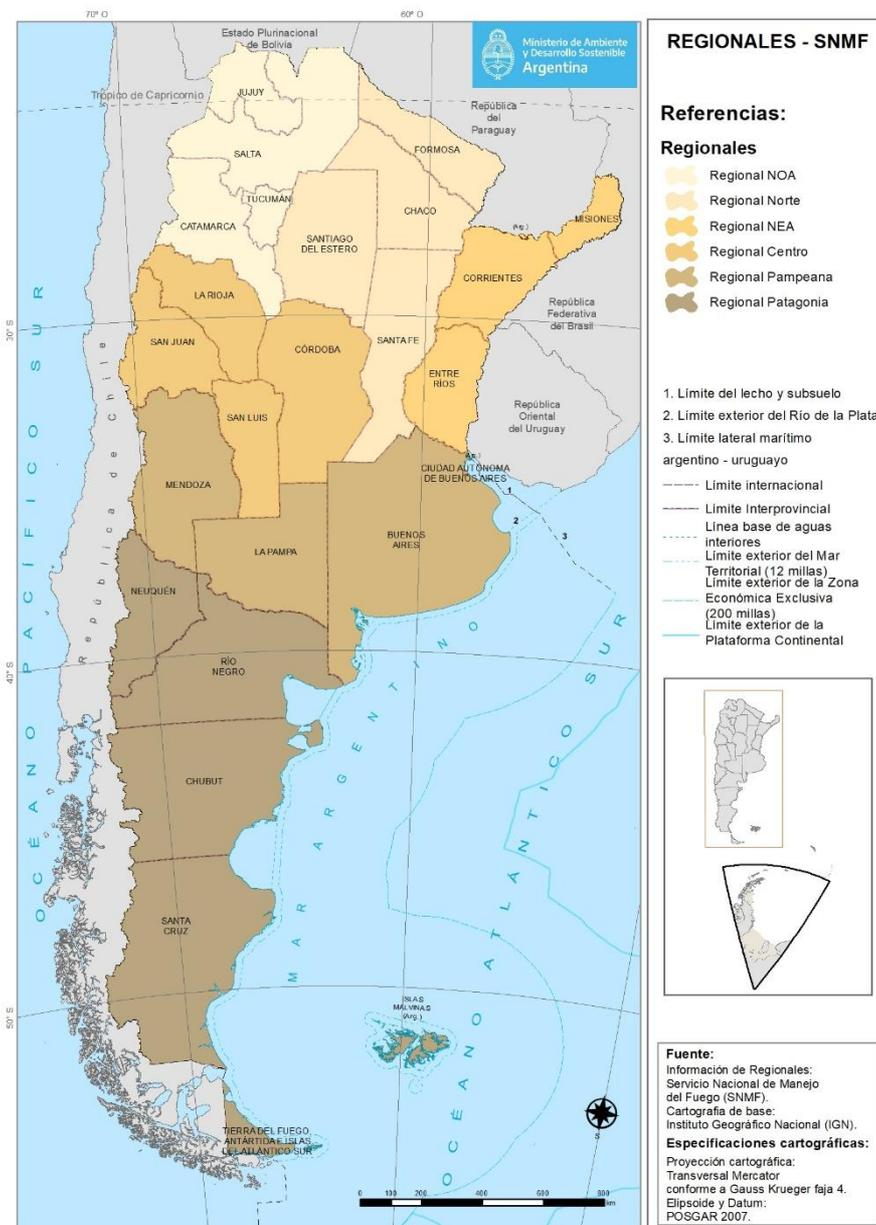 70° O
60° O
Estado Plurinacional
de Bolivia
Ministerio de Ambiente
y Desarrollo Sostenible
Argentina
Trópico de Capricornio
JUJUY
República
del
Paraguay
FORMOSA
SALTA
TUCUMÁN
CHACO
MISIONES
CATAMARCA
(Arg.)
SANTIAGO
DEL ESTERO
CORRIENTES
LA RIOJA
República
Federativa
del Brasil
30° S
SAN JUAN
CÓRDOBA
SANTA FE
ENTRE
RÍOS
República
Oriental
del Uruguay
SAN LUIS
(Arg.)
CIUDAD AUTÓNOMA
DE BUENOS AIRES
MENDOZA
1
2
3
BUENOS
AIRES
LA PAMPA
NEUQUÉN
RÍO
NEGRO
40° S
CHUBUT
SANTA
CRUZ
50° S
ISLAS
MALVINAS
(Arg.)
TIERRA DEL FUEGO,
ANTÁRTIDA E ISLAS
DEL ATLÁNTICO SUR
República de Chile
OCÉANO PACÍFICO SUR
MAR ARGENTINO
OCÉANO ATLÁNTICO SUR
S
0 100 200 400 600 800
km
REGIONALES - SNMF
Referencias:
Regionales
Regional NOA
Regional Norte
Regional NEA
Regional Centro
Regional Pampeana
Regional Patagonia
1. Límite del lecho y subsuelo
2. Límite exterior del Río de la Plata
3. Límite lateral marítimo
argentino - uruguayo
Límite internacional
Límite Interprovincial
Línea base de aguas
interiores
Límite exterior del Mar
Territorial (12 millas)
Límite exterior de la Zona
Económica Exclusiva
(200 millas)
Límite exterior de la
Plataforma Continental
Fuente:
Información de Regionales:
Servicio Nacional de Manejo
del Fuego (SNMF).
Cartografía de base:
Instituto Geográfico Nacional (IGN).
Especificaciones cartográficas:
Proyección cartográfica:
Transversal Mercator
conforme a Gauss Krueger faja 4.
Elipsoide y Datum:
POSGAR 2007.